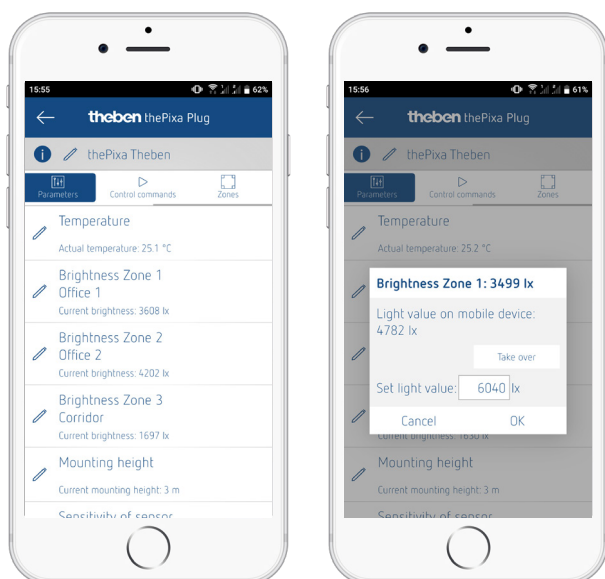 15:55
62%
theben thePixa Plug
i
thePixa Theben
Parameters
Control commands
Zones
Temperature
Actual temperature: 25.1 °C
Brightness Zone 1
Office 1
Current brightness: 3608 lx
Brightness Zone 2
Office 2
Current brightness: 4202 lx
Brightness Zone 3
Corridor
Current brightness: 1697 lx
Mounting height
Current mounting height: 3 m
Sensitivity of sensor
15:56
61%
theben thePixa Plug
i
thePixa Theben
Parameters
Control commands
Zones
Temperature
Actual temperature: 25.2 °C
Brightness Zone 1: 3499 lx
Light value on mobile device:
4782 lx
Take over
Set light value: 6040 lx
Cancel
OK
Current brightness: 1630 lx
Mounting height
Current mounting height: 3 m
Sensitivity of sensor